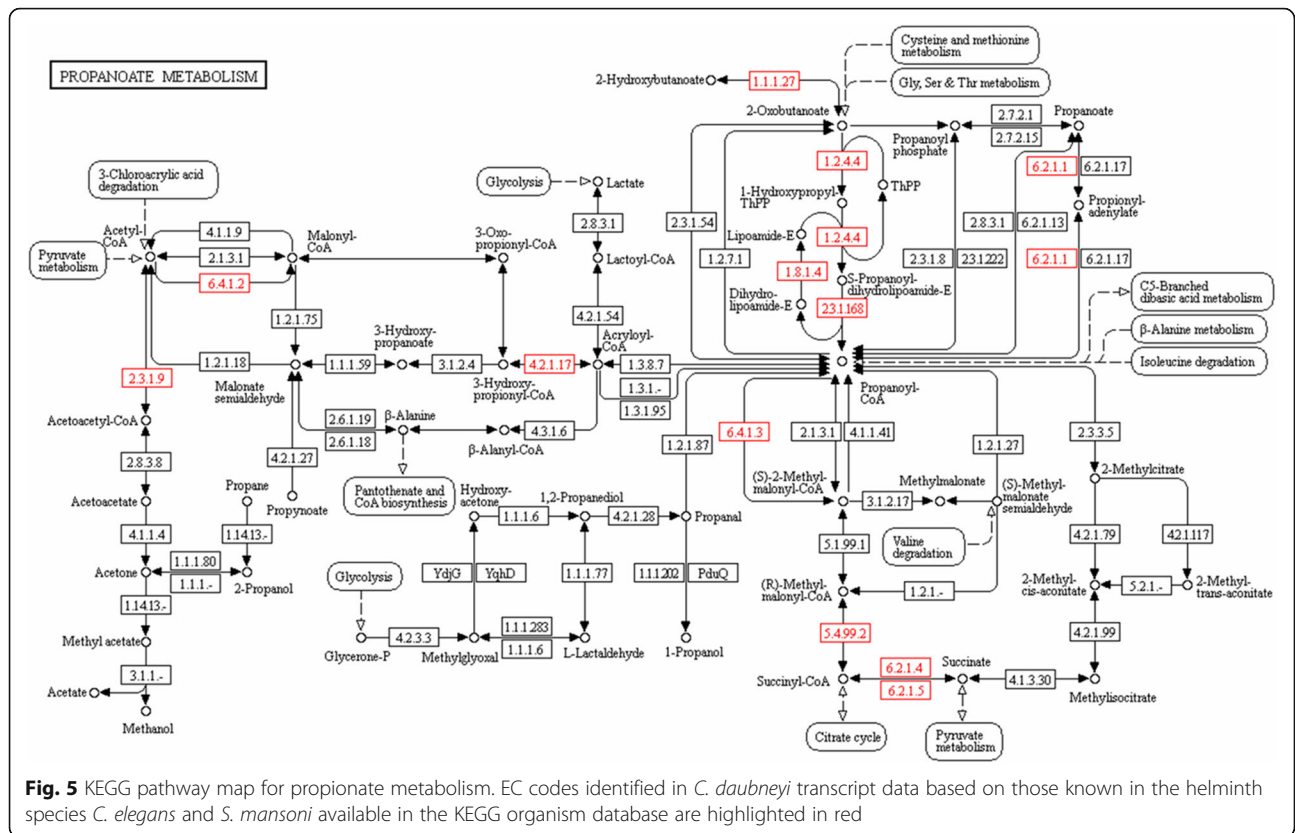 PROPANOATE METABOLISM
Cysteine and methionine
metabolism
2-Hydroxybutanoate
1.1.1.27
Gly, Ser & Thr metabolism
2-Oxobutanoate
Propanoyl
phosphate
2.7.2.1
2.7.2.15
Propanoate
3-Chloroacrylic acid
degradation
Glycolysis
Lactate
1.2.4.4
ThPP
6.2.1.1
6.2.1.17
Acetyl-
CoA
4.1.1.9
Malonyl-
CoA
2.8.3.1
1-Hydroxypropyl-
ThPP
Propionyl-
adenylate
Pyruvate
metabolism
2.1.3.1
3-Oxo-
propionyl-CoA
Lactoyl-CoA
2.3.1.54
2.8.3.1
6.2.1.13
Lipoamide-E
1.2.4.4
6.4.1.2
1.2.7.1
1.8.1.4
2.3.1.8
2.3.1.222
6.2.1.1
6.2.1.17
S-Propanoyl-
dihydrolipoamide-E
C5-Branched
dibasic acid metabolism
Dihydro-
lipoamide-E
2.3.1.168
1.2.1.75
4.2.1.54
β-Alanine metabolism
3-Hydroxy-
propanoate
Acryloyl-
CoA
1.2.1.18
1.1.1.59
3.1.2.4
4.2.1.17
1.3.8.7
Isoleucine degradation
2.3.1.9
Malonate
semialdehyde
3-Hydroxy-
propionyl-CoA
1.3.1.-
1.3.1.95
Propanoyl-
CoA
Acetoacetyl-CoA
2.6.1.19
2.6.1.18
β-Alanine
4.3.1.6
β-Alanyl-CoA
1.2.1.87
6.4.1.3
2.1.3.1
4.1.1.41
1.2.1.27
2.3.3.5
2.8.3.8
4.2.1.27
Acetoacetate
Propane
Propynoate
Pantothenate and
CoA biosynthesis
Hydroxy-
acetone
1,2-Propanediol
(S)-2-Methyl-
malonyl-CoA
Methylmalonate
(S)-Methyl-
malonate
semialdehyde
2-Methylcitrate
1.1.1.6
4.2.1.28
Propanal
3.1.2.17
4.1.1.4
1.14.13.-
5.1.99.1
Valine
degradation
4.2.1.79
4.2.1.117
Acetone
1.1.1.80
1.1.1.-
2-Propanol
Glycolysis
YdjG
YqhD
1.1.1.77
1.1.1.202
PduQ
(R)-Methyl-
malonyl-CoA
1.2.1.-
2-Methyl-
cis-aconitate
5.2.1.-
2-Methyl-
trans-aconitate
1.14.13.-
Methyl acetate
Glycerone-P
4.2.3.3
Methylglyoxal
1.1.1.283
1.1.1.6
L-Lactaldehyde
1-Propanol
5.4.99.2
4.2.1.99
3.1.1.-
Acetate
Methanol
Succinyl-CoA
6.2.1.4
6.2.1.5
Succinate
4.1.3.30
Methylisocitrate
Citrate cycle
Pyruvate
metabolism
Fig. 5 KEGG pathway map for propionate metabolism. EC codes identified in C. daubneyi transcript data based on those known in the helminth
species C. elegans and S. mansoni available in the KEGG organism database are highlighted in red